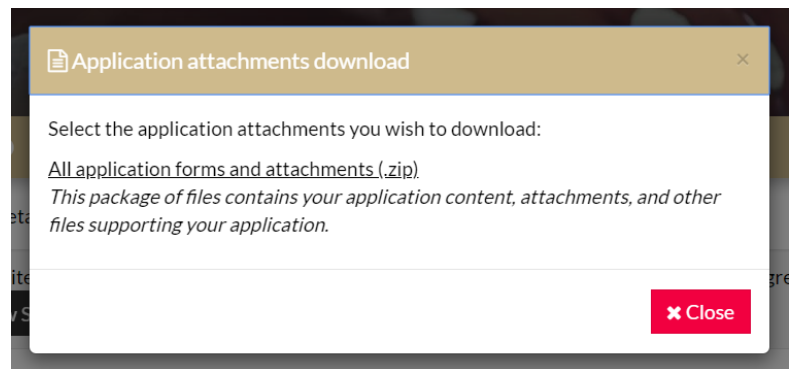 Application attachments download
×
Select the application attachments you wish to download:
All application forms and attachments (.zip)
This package of files contains your application content, attachments, and other
files supporting your application.
Close